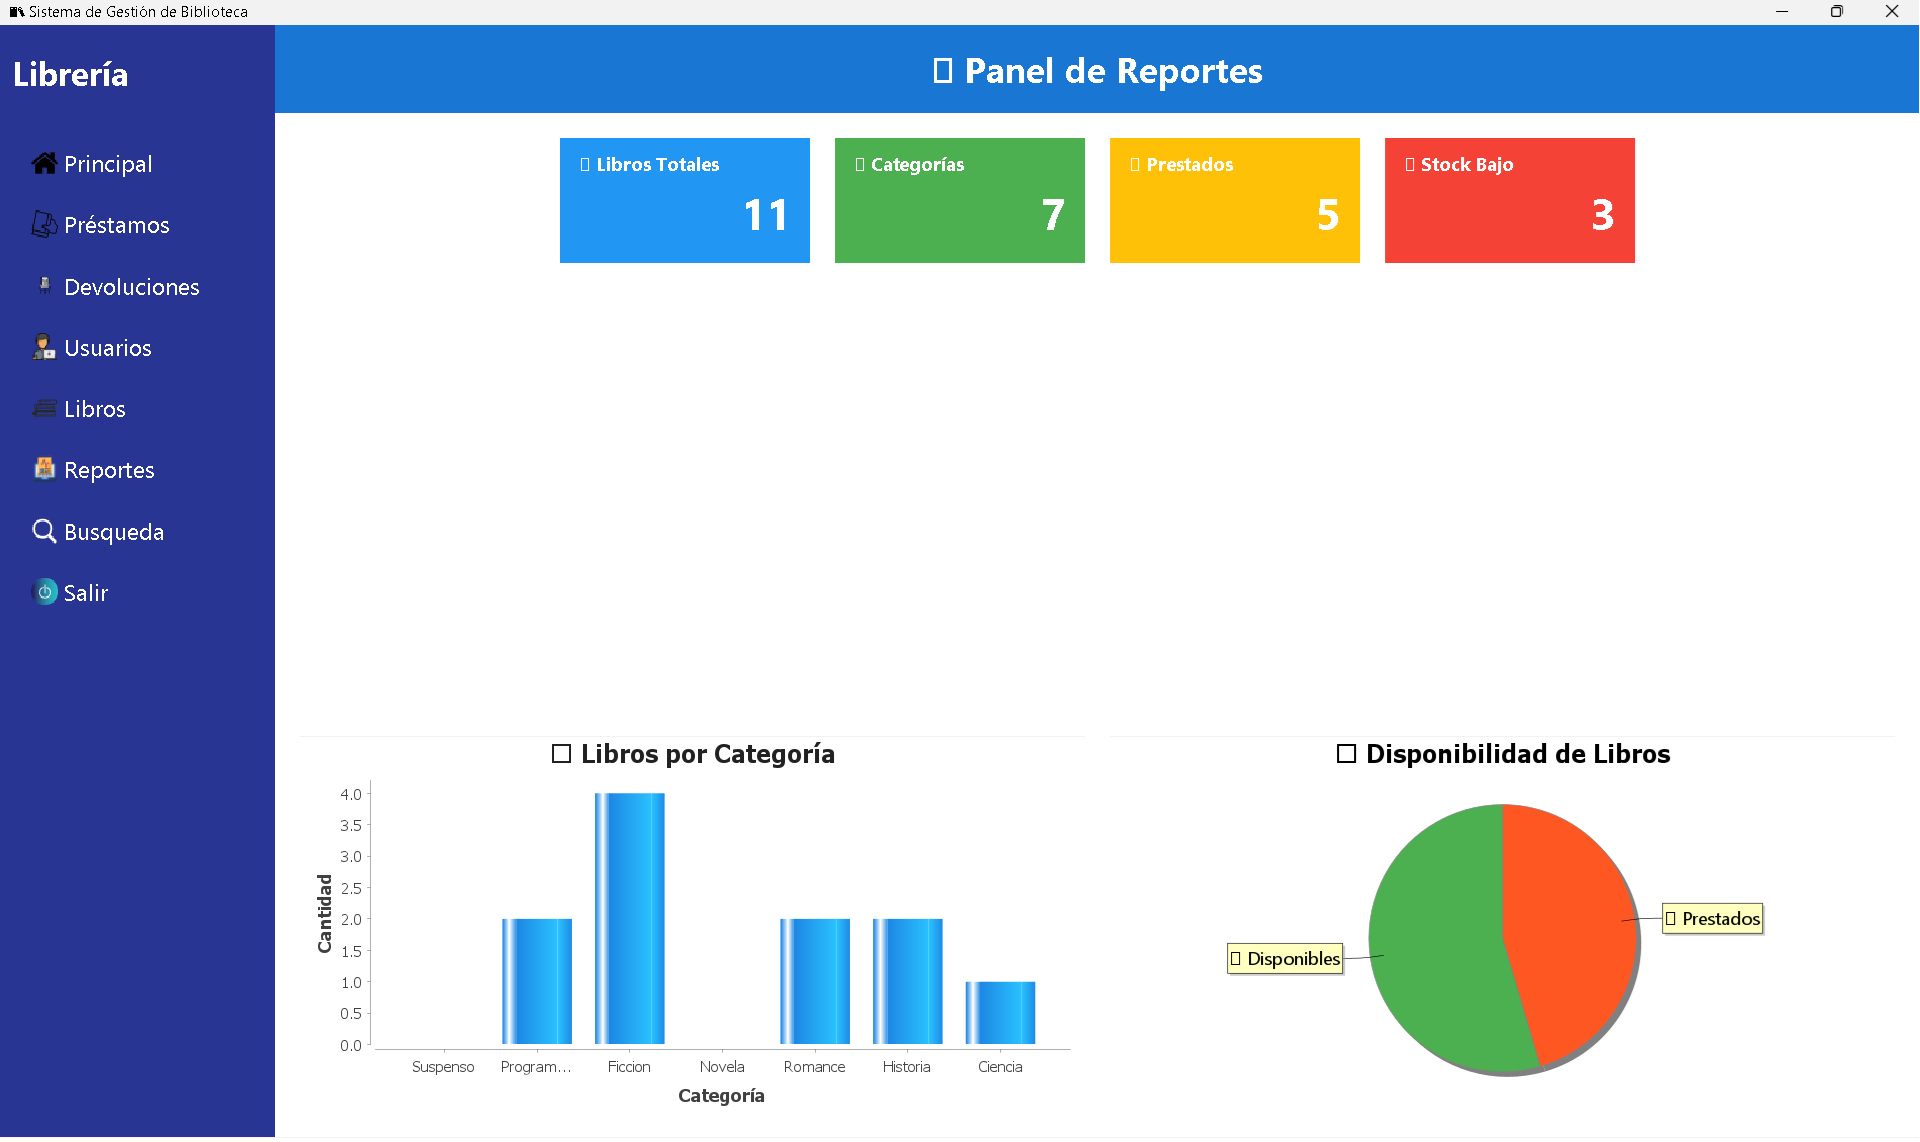 Sistema de Gestión de Biblioteca
Librería
Principal
Préstamos
Devoluciones
Usuarios
Libros
Reportes
Busqueda
Salir
Panel de Reportes
Libros Totales
11
Categorías
7
Prestados
5
Stock Bajo
3
Libros por Categoría
Cantidad
4.0
3.5
3.0
2.5
2.0
1.5
1.0
0.5
0.0
Suspenso Program... Ficcion Novela Romance Historia Ciencia
Categoría
Disponibilidad de Libros
Prestados
Disponibles